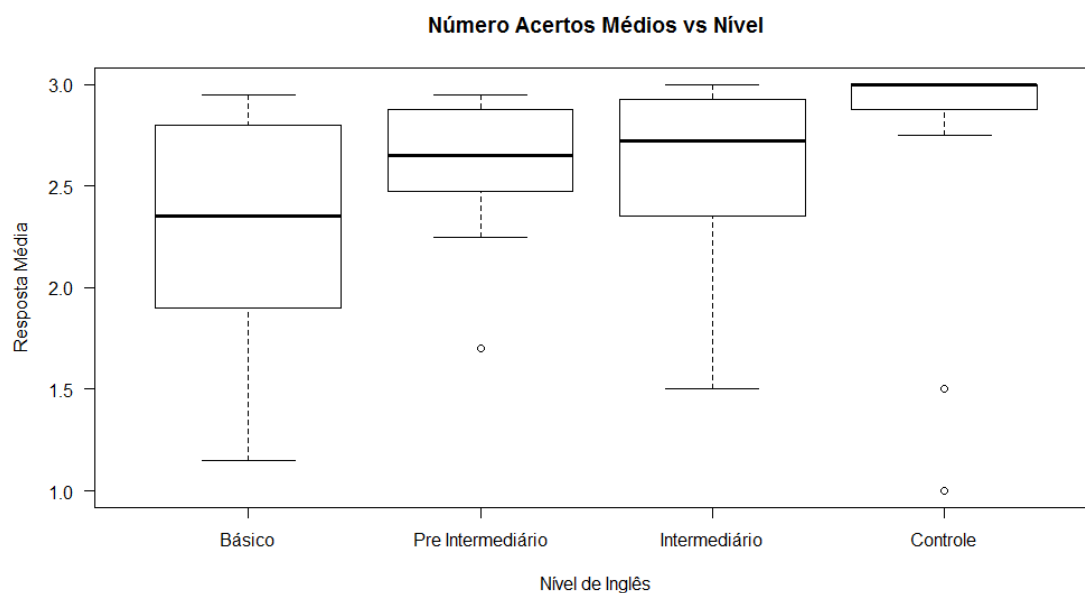 Número Acertos Médios vs Nível
Resposta Média
3.0
2.5
2.0
1.5
1.0
Básico
Pre Intermediário
Intermediário
Controle
Nível de Inglês